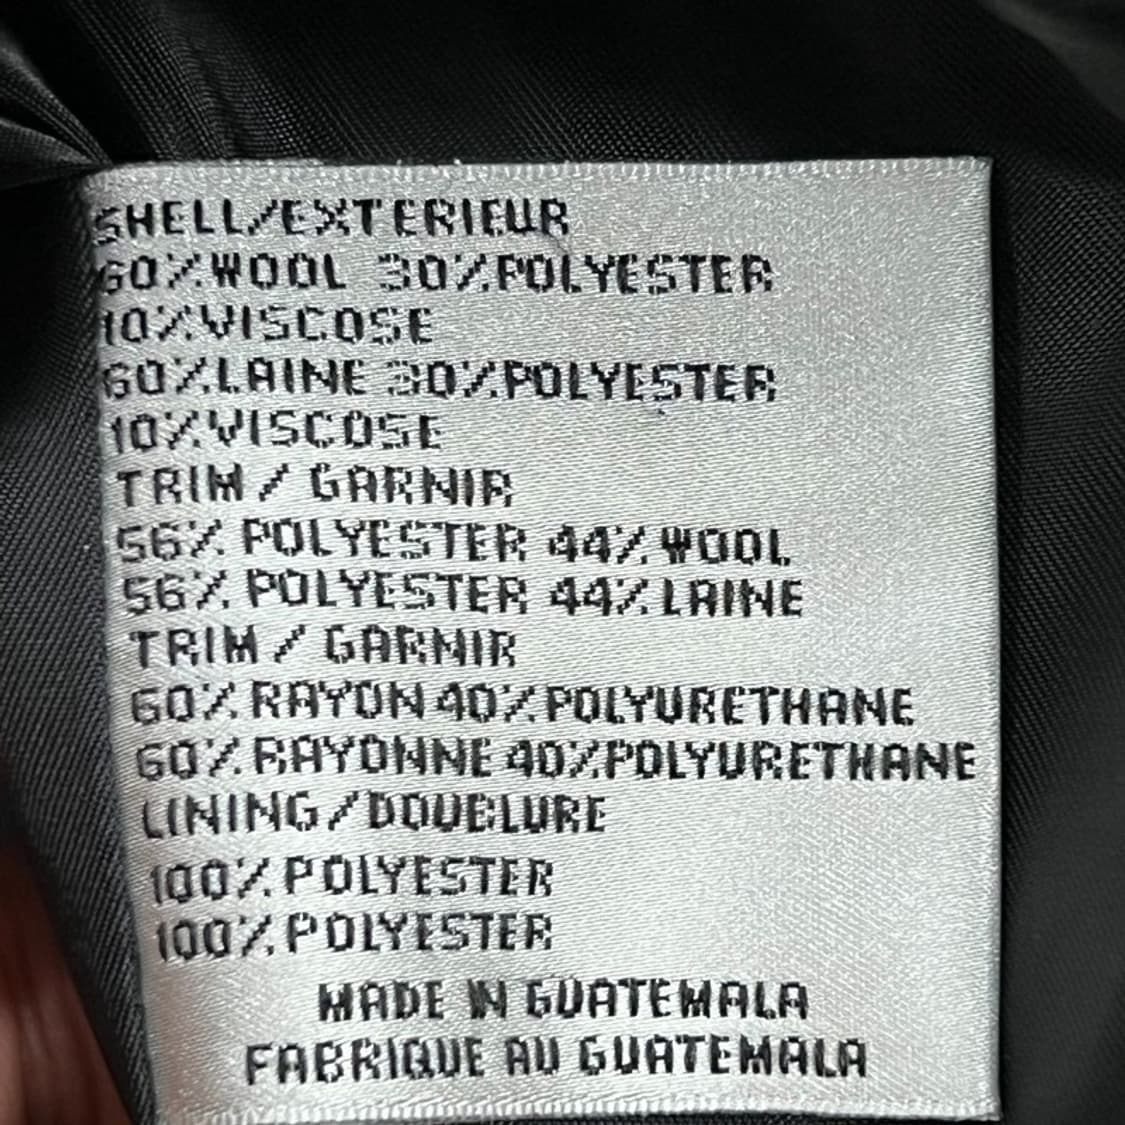 SHELL/EXTERIEUR
60%WOOL 30%POLYESTER
10%VISCOSE
60%LAINE 30%POLYESTER
10%VISCOSE
TRIM / GARNIR
56% POLYESTER 44% WOOL
56% POLYESTER 44% LAINE
TRIM / GARNIR
60% RAYON 40% POLYURETHANE
60% RAYONNE 40%POLYURETHANE
LINING/DOUBLURE
100% POLYESTER
100% POLYESTER
MADE IN GUATEMALA
FABRIQUE AU GUATEMALA